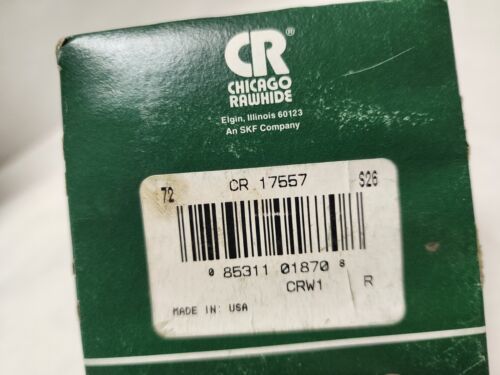 CR®
CHICAGO
RAWHIDE
Elgin, Illinois 60123
An SKF Company
72 CR 17557 S26
0 85311 01870 8
CRW1 R
MADE IN: USA